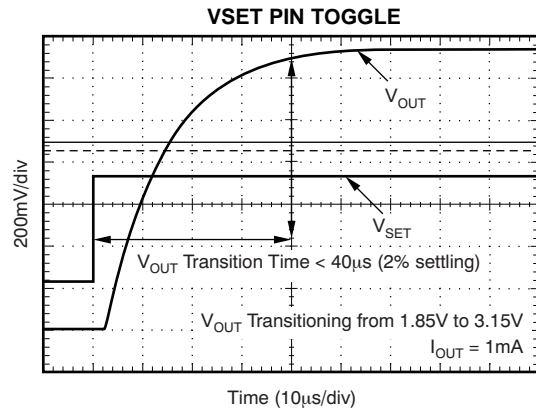 VSET PIN TOGGLE
200mV/div
VOUT
VSET
VOUT Transition Time < 40µs (2% settling)
VOUT Transitioning from 1.85V to 3.15V
IOUT = 1mA
Time (10µs/div)